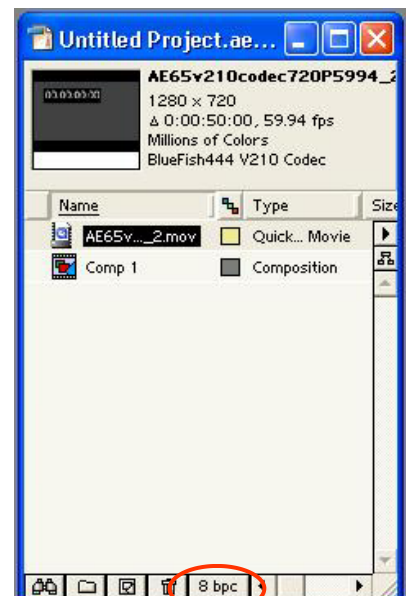 Untitled Project.ae...
AE65v210codec720P5994_2
1280 x 720
Δ 0:00:50:00, 59.94 fps
Millions of Colors
BlueFish444 V210 Codec
Name Type Size
AE65v..._2.mov Quick... Movie
Comp 1 Composition
8 bpc